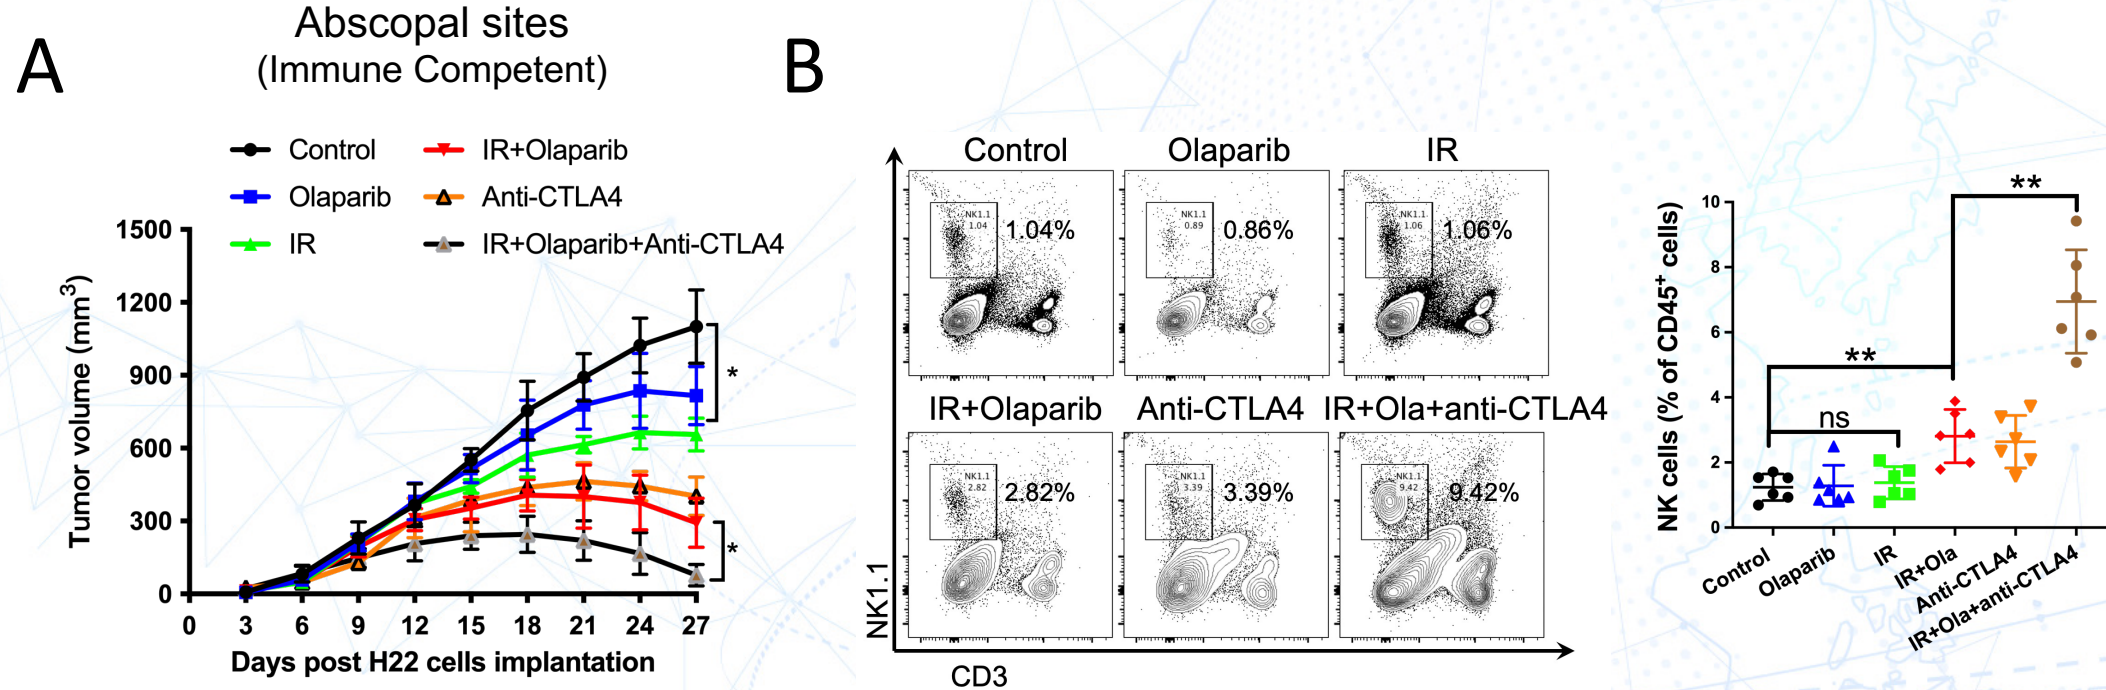 A
Abscopal sites
(Immune Competent)
Control
IR+Olaparib
Olaparib
Anti-CTLA4
IR
IR+Olaparib+Anti-CTLA4
Tumor volume (mm³)
1500
1200
900
600
300
0
*
*
0 3 6 9 12 15 18 21 24 27
Days post H22 cells implantation
B
Control
Olaparib
IR
NK1.1
1.04
1.04%
NK1.1
0.89
0.86%
NK1.1
1.06
1.06%
IR+Olaparib
Anti-CTLA4
IR+Ola+anti-CTLA4
NK1.1
2.82
2.82%
NK1.1
3.39
3.39%
NK1.1
9.42
9.42%
NK1.1
CD3
NK cells (% of CD45⁺ cells)
10
8
6
4
2
0
**
**
ns
Control
Olaparib
IR
IR+Ola
Anti-CTLA4
IR+Ola+anti-CTLA4